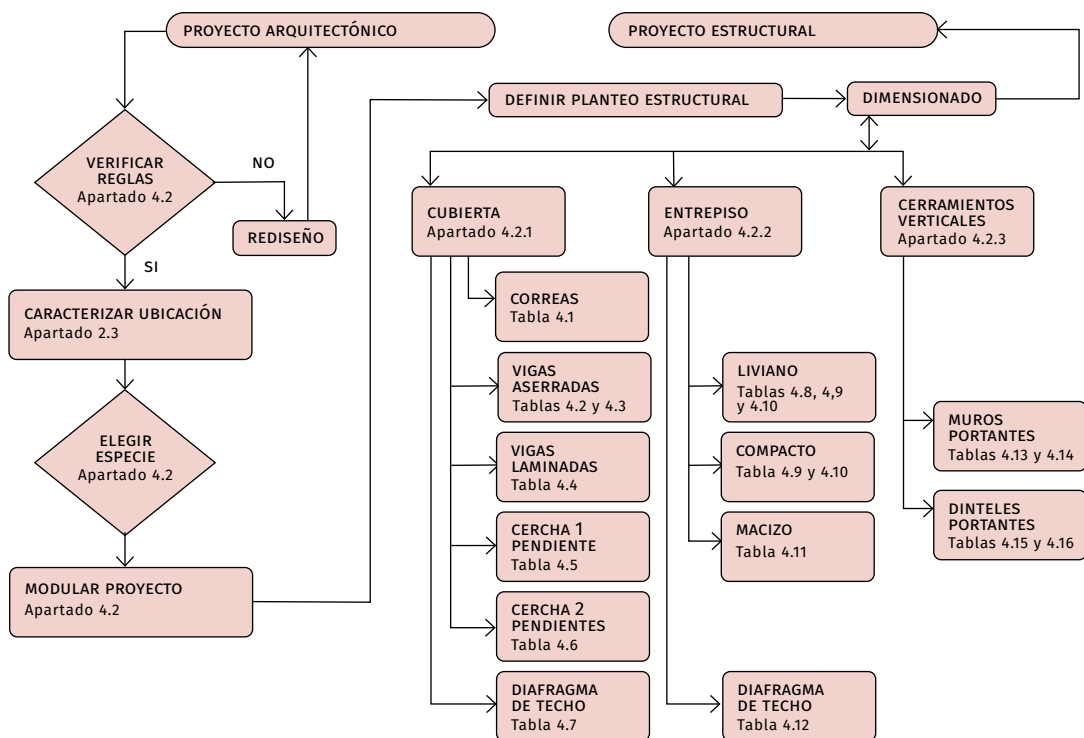 PROYECTO ARQUITECTÓNICO
PROYECTO ESTRUCTURAL
DEFINIR PLANTEO ESTRUCTURAL
DIMENSIONADO
VERIFICAR
REGLAS
Apartado 4.2
NO
REDISEÑO
SI
CARACTERIZAR UBICACIÓN
Apartado 2.3
ELEGIR
ESPECIE
Apartado 4.2
MODULAR PROYECTO
Apartado 4.2
CUBIERTA
Apartado 4.2.1
CORREAS
Tabla 4.1
VIGAS
ASERRADAS
Tablas 4.2 y 4.3
VIGAS
LAMINADAS
Tabla 4.4
CERCHA 1
PENDIENTE
Tabla 4.5
CERCHA 2
PENDIENTES
Tabla 4.6
DIAFRAGMA
DE TECHO
Tabla 4.7
ENTREPISO
Apartado 4.2.2
LIVIANO
Tablas 4.8, 4,9
y 4.10
COMPACTO
Tabla 4.9 y 4.10
MACIZO
Tabla 4.11
DIAFRAGMA
DE TECHO
Tabla 4.12
CERRAMIENTOS
VERTICALES
Apartado 4.2.3
MUROS
PORTANTES
Tablas 4.13 y 4.14
DINTELES
PORTANTES
Tablas 4.15 y 4.16